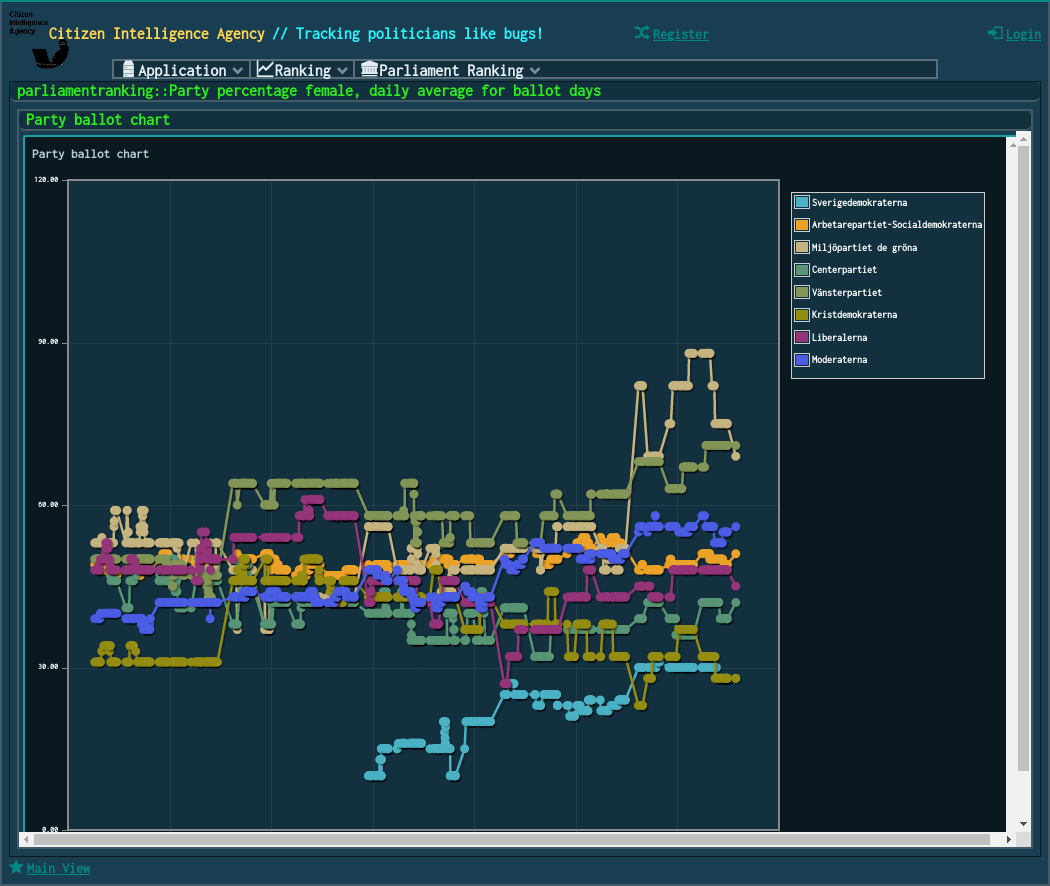 Citizen
Intelligence
Agency
Citizen Intelligence Agency // Tracking politicians like bugs!
Register
Login
Application
Ranking
Parliament Ranking
parliamentranking::Party percentage female, daily average for ballot days
Party ballot chart
Party ballot chart
120.00
90.00
60.00
30.00
0.00
Sverigedemokraterna
Arbetarepartiet-Socialdemokraterna
Miljöpartiet de gröna
Centerpartiet
Vänsterpartiet
Kristdemokraterna
Liberalerna
Moderaterna
Main View